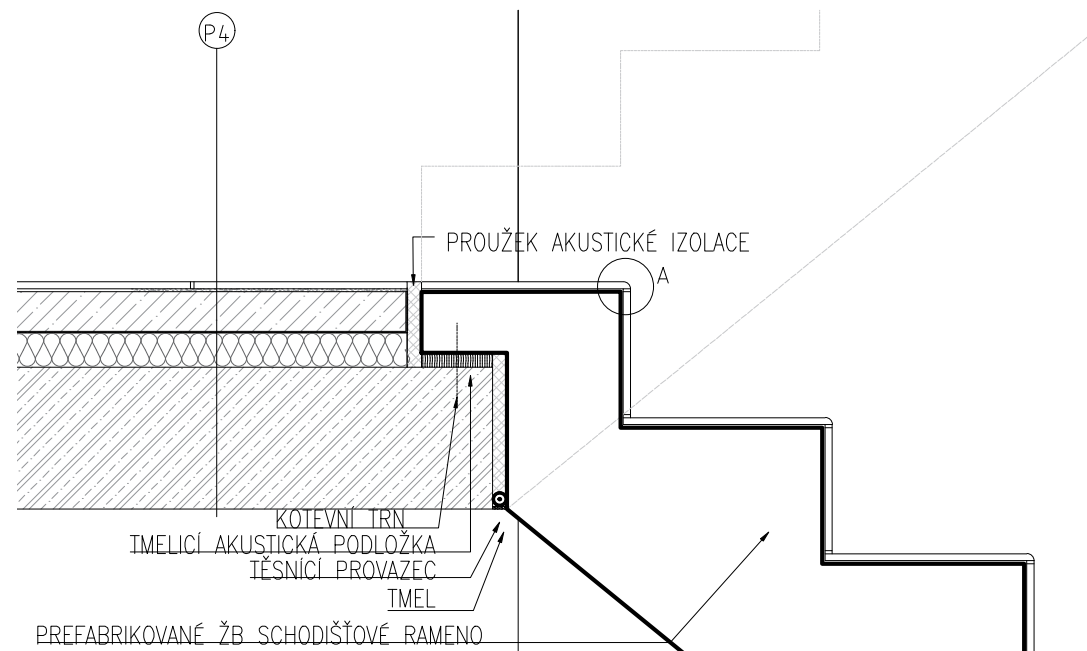 P4
PROUŽEK AKUSTICKÉ IZOLACE
A
KOTEVNÍ TRN
TMELICÍ AKUSTICKÁ PODLOŽKA
TĚSNÍCÍ PROVAZEC
TMEL
PREFABRIKOVANÉ ŽB SCHODIŠŤOVÉ RAMENO